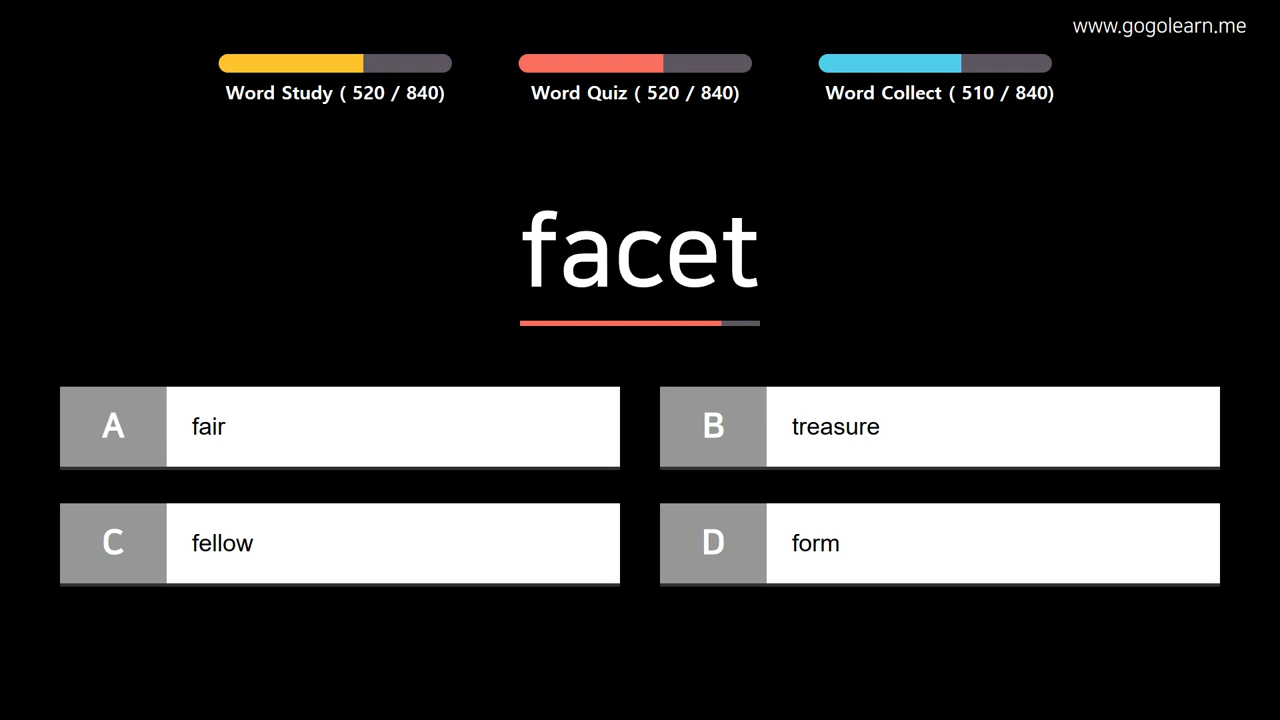 www.gogolearn.me
Word Study ( 520 / 840)
Word Quiz ( 520 / 840)
Word Collect ( 510 / 840)
facet
A fair
B treasure
C fellow
D form